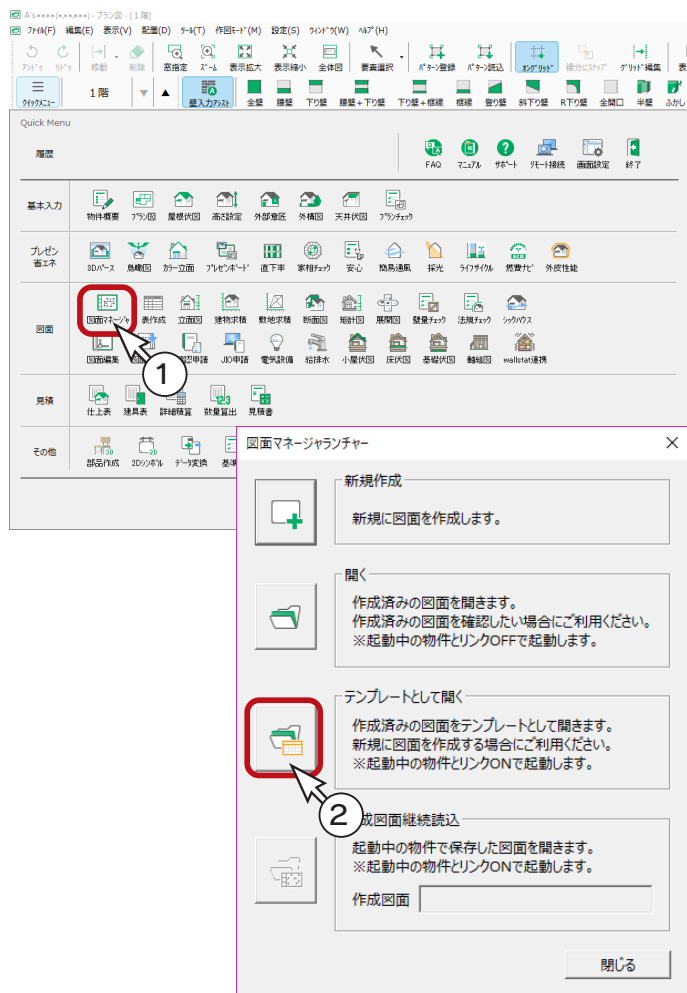 A's****(*,**,***) - プラン図 - [1 階]
ファイル(F) 編集(E) 表示(V) 配置(D) ツール(T) 作図モード(M) 設定(S) ウィンドウ(W) ヘルプ(H)
アンドゥ リドゥ 移動 削除 窓指定 ズーム 表示拡大 表示縮小 全体図 要素選択 パターン登録 パターン読込 オングリッド 線分にスナップ グリッド編集 表
クイックメニュー 1 階 ▼ ▲ 壁入力アシスト 全壁 腰壁 下り壁 腰壁+下り壁 下り壁+框線 框線 登り壁 斜下り壁 R下り壁 全開口 半壁 ふかし
Quick Menu
履歴
FAQ マニュアル サポート リモート接続 画面設定 終了
基本入力
物件概要 プラン図 屋根伏図 高さ設定 外部意匠 外構図 天井伏図 プランチェック
プレゼン
省エネ
3Dパース 鳥瞰図 カラー立面 プレゼンボード 直下率 家相チェック 安心 簡易通風 採光 ライフサイクル 燃費ナビ 外皮性能
図面
図面マネージャ 表作成 立面図 建物求積 敷地求積 断面図 矩計図 展開図 壁量チェック 法規チェック シックハウス
図面編集 図面 認申請 JIO申請 電気設備 給排水 小屋伏図 床伏図 基礎伏図 軸組図 wallstat連携
①
見積
仕上表 建具表 詳細積算 数量算出 見積書
その他
部品作成 2Dシンボル データ変換 基準
図面マネージャランチャー ×
新規作成
新規に図面を作成します。
開く
作成済みの図面を開きます。
作成済みの図面を確認したい場合にご利用ください。
※起動中の物件とリンクOFFで起動します。
テンプレートとして開く
作成済みの図面をテンプレートとして開きます。
新規に図面を作成する場合にご利用ください。
※起動中の物件とリンクONで起動します。
②
成図面継続読込
起動中の物件で保存した図面を開きます。
※起動中の物件とリンクONで起動します。
作成図面
閉じる